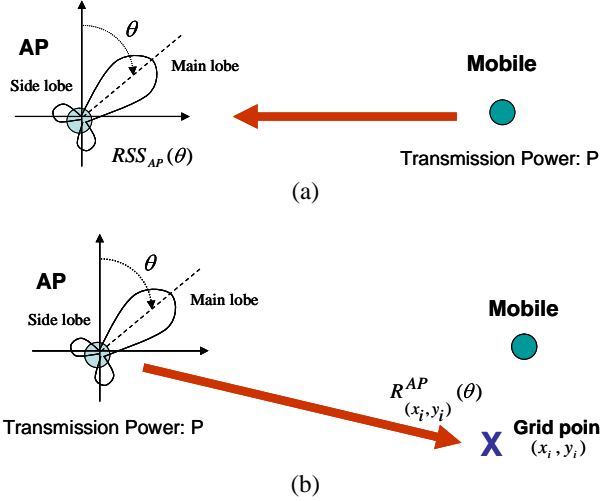 θ
AP
Main lobe
Side lobe
Mobile
RSS_AP(θ)
Transmission Power: P
(a)
θ
AP
Main lobe
Side lobe
Mobile
R^AP_(x_i,y_i)(θ)
Transmission Power: P
X
Grid poin
(x_i, y_i)
(b)